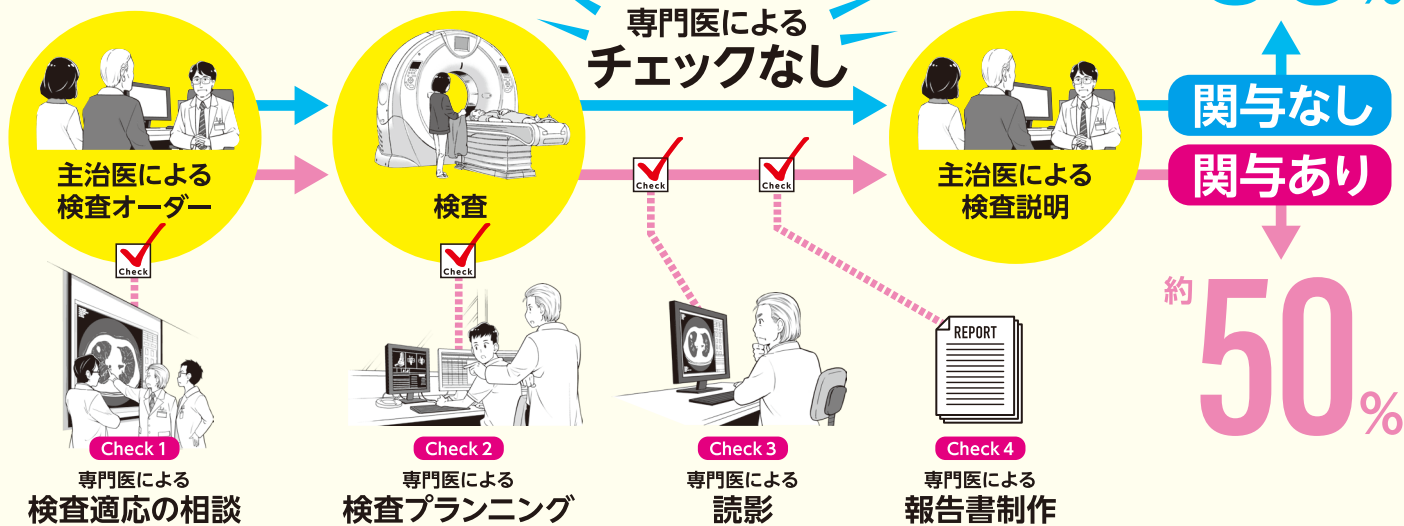 専門医による
チェックなし
%
主治医による
検査オーダー
検査
主治医による
検査説明
関与なし
関与あり
Check
Check
Check
Check
約50%
REPORT
Check 1
専門医による
検査適応の相談
Check 2
専門医による
検査プランニング
Check 3
専門医による
読影
Check 4
専門医による
報告書制作